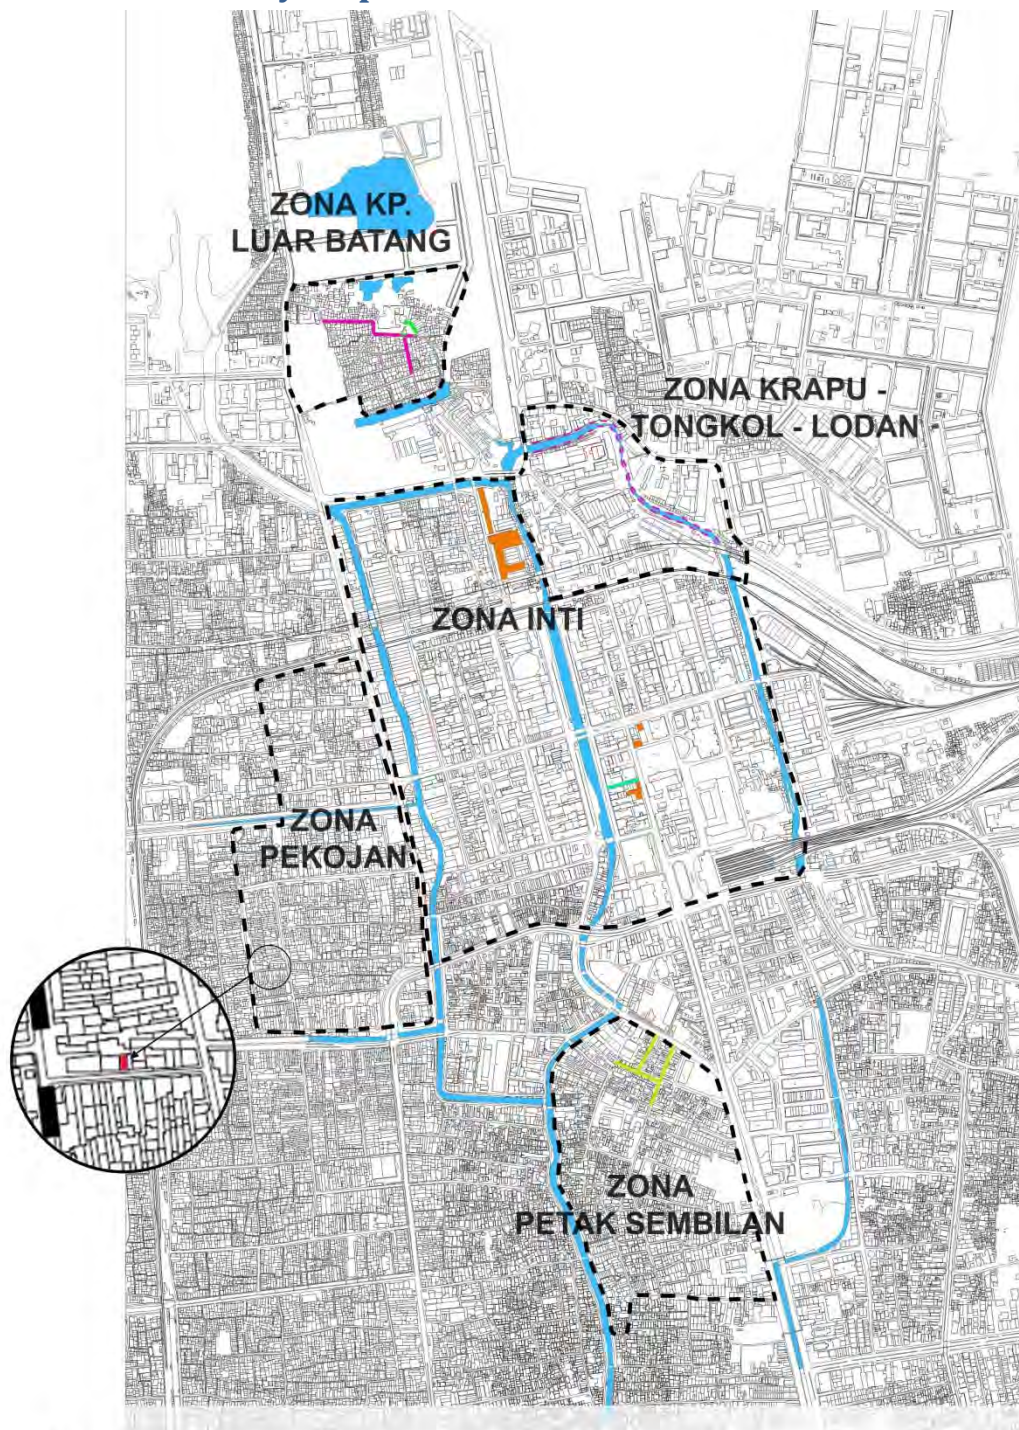 ZONA KP.
LUAR BATANG
ZONA KRAPU -
TONGKOL - LODAN -
ZONA INTI
ZONA
PEKOJAN
ZONA
PETAK SEMBILAN